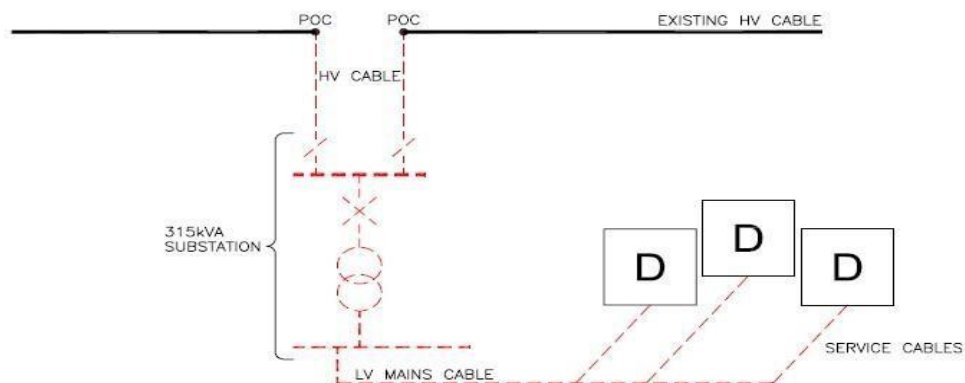 POC
POC
EXISTING HV CABLE
HV CABLE
315kVA
SUBSTATION
D
D
D
SERVICE CABLES
LV MAINS CABLE